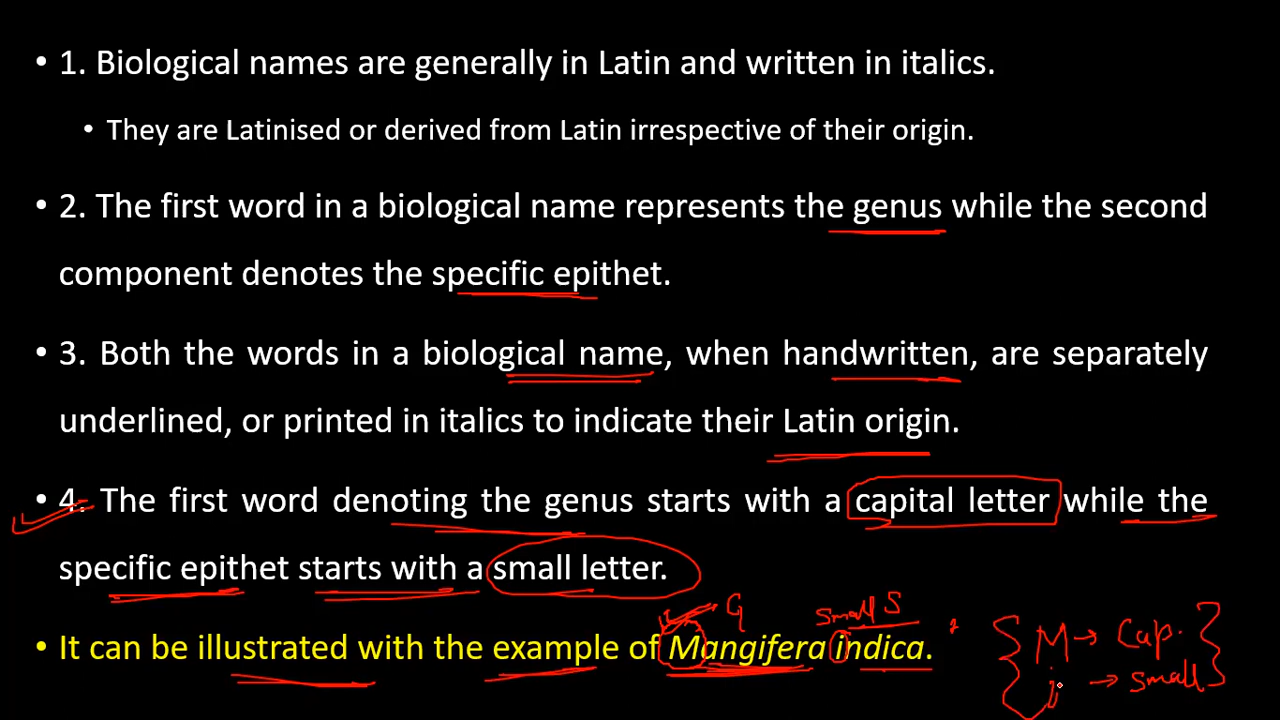 • 1. Biological names are generally in Latin and written in italics.
• They are Latinised or derived from Latin irrespective of their origin.
• 2. The first word in a biological name represents the genus while the second
component denotes the specific epithet.
• 3. Both the words in a biological name, when handwritten, are separately
underlined, or printed in italics to indicate their Latin origin.
• 4. The first word denoting the genus starts with a capital letter while the
specific epithet starts with a small letter.
G small S
• It can be illustrated with the example of Mangifera indica.
M → Cap.
i → small